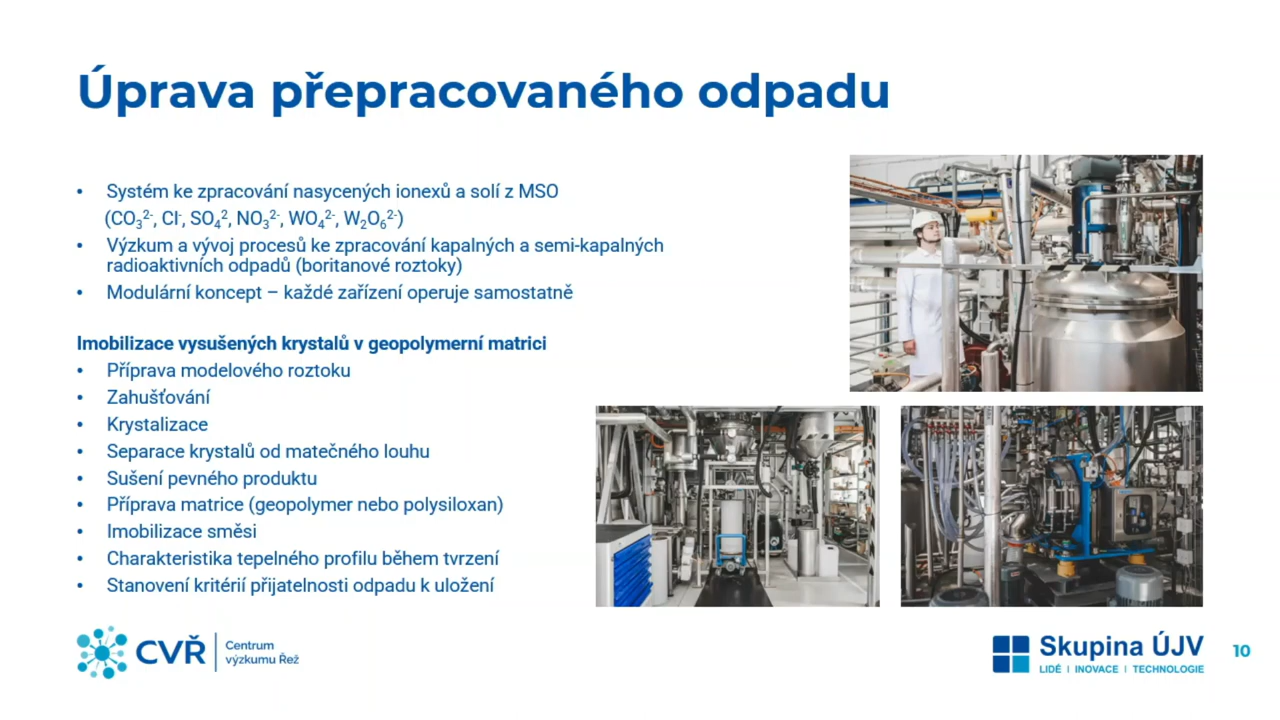 Úprava přepracovaného odpadu
• Systém ke zpracování nasycených ionexů a solí z MSO
(CO₃²⁻, Cl⁻, SO₄², NO₃²⁻, WO₄²⁻, W₂O₆²⁻)
• Výzkum a vývoj procesů ke zpracování kapalných a semi-kapalných
radioaktivních odpadů (boritanové roztoky)
• Modulární koncept – každé zařízení operuje samostatně
Imobilizace vysušených krystalů v geopolymerní matrici
• Příprava modelového roztoku
• Zahušťování
• Krystalizace
• Separace krystalů od matečného louhu
• Sušení pevného produktu
• Příprava matrice (geopolymer nebo polysiloxan)
• Imobilizace směsi
• Charakteristika tepelného profilu během tvrzení
• Stanovení kritérií přijatelnosti odpadu k uložení
CVŘ
Centrum
výzkumu Řež
Skupina ÚJV
LIDÉ | INOVACE | TECHNOLOGIE
10